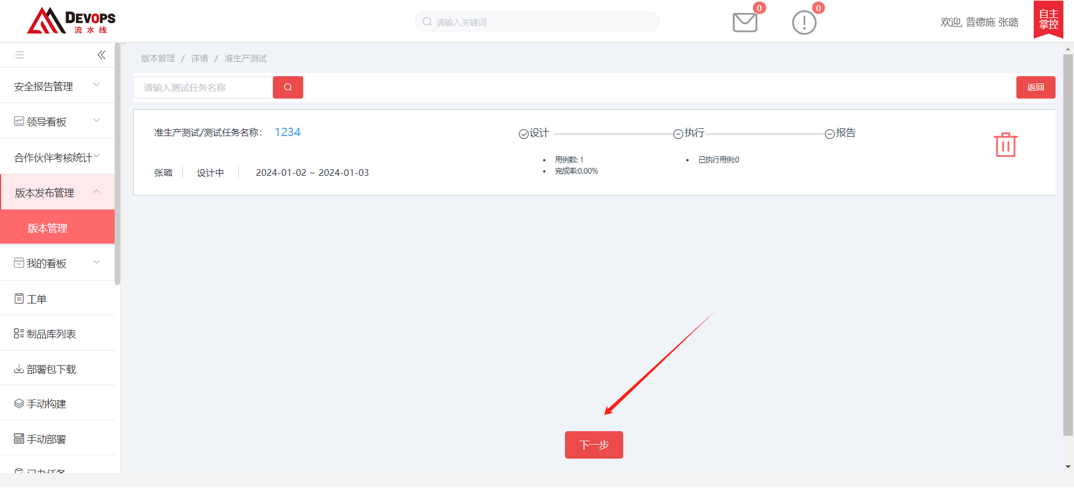 DEVOPS
流水线
请输入关键词
0
0
欢迎, 普德施 张璐
自主
掌控
安全报告管理
领导看板
合作伙伴考核统计
版本发布管理
版本管理
我的看板
工单
制品库列表
部署包下载
手动构建
手动部署
版本管理 / 详情 / 准生产测试
请输入测试任务名称
返回
准生产测试/测试任务名称： 1234
设计
执行
报告
用例数: 1
完成率:0.00%
已执行用例:0
张璐
设计中
2024-01-02 ~ 2024-01-03
下一步